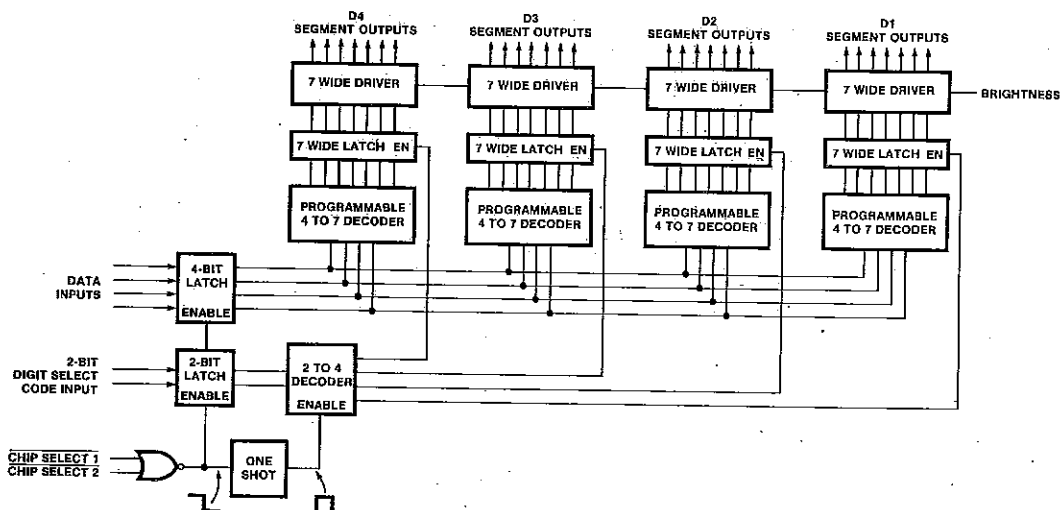 D4
SEGMENT OUTPUTS
D3
SEGMENT OUTPUTS
D2
SEGMENT OUTPUTS
D1
SEGMENT OUTPUTS
7 WIDE DRIVER
7 WIDE DRIVER
7 WIDE DRIVER
7 WIDE DRIVER
BRIGHTNESS
7 WIDE LATCH EN
7 WIDE LATCH EN
7 WIDE LATCH EN
7 WIDE LATCH EN
PROGRAMMABLE
4 TO 7 DECODER
PROGRAMMABLE
4 TO 7 DECODER
PROGRAMMABLE
4 TO 7 DECODER
PROGRAMMABLE
4 TO 7 DECODER
DATA
INPUTS
4-BIT
LATCH
ENABLE
2-BIT
DIGIT SELECT
CODE INPUT
2-BIT
LATCH
ENABLE
2 TO 4
DECODER
ENABLE
CHIP SELECT 1
CHIP SELECT 2
ONE
SHOT